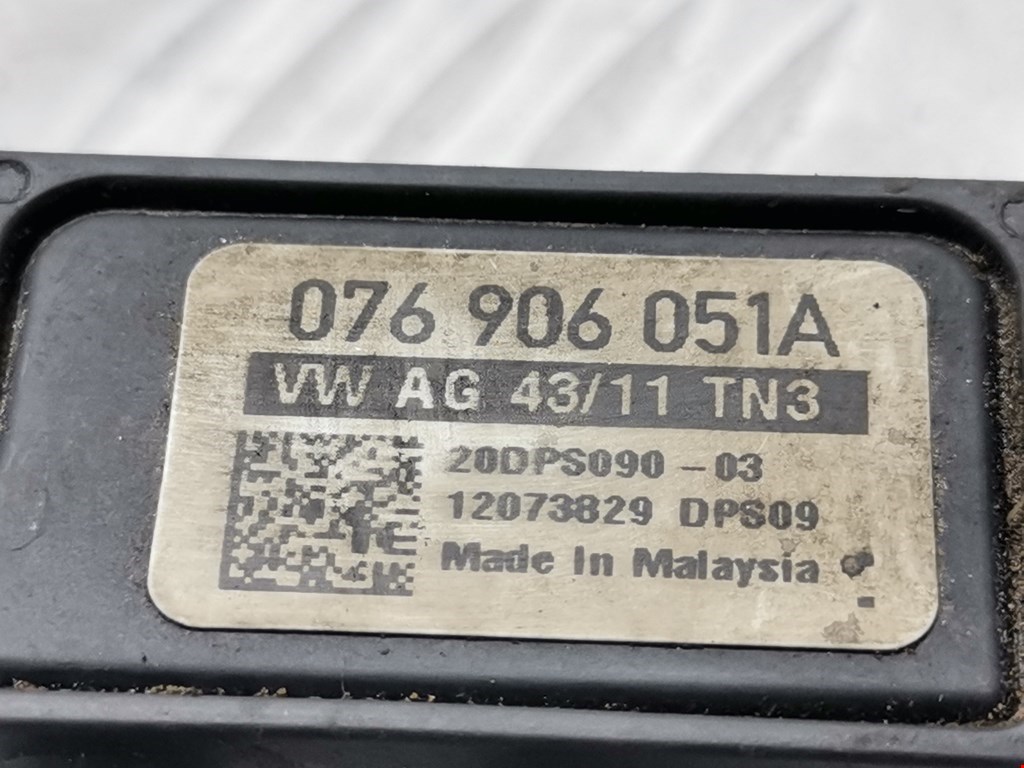 076 906 051A
VW AG 43/11 TN3
20DPS090-03
12073829 DPS09
Made In Malaysia